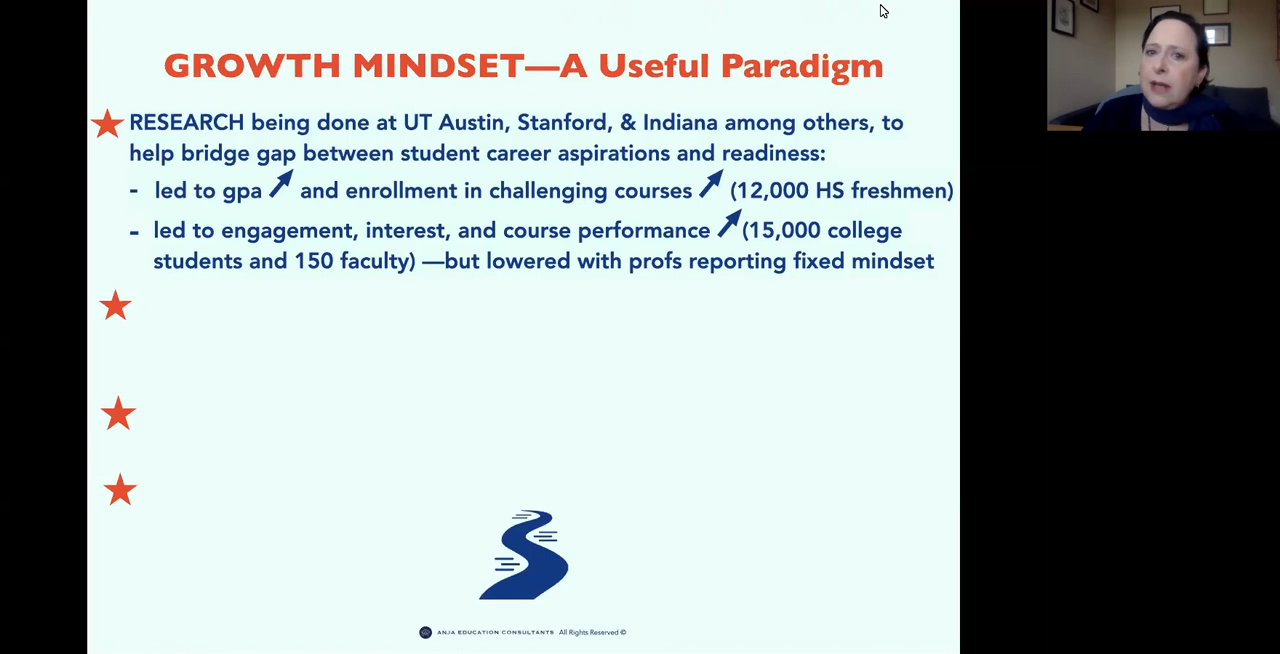 GROWTH MINDSET—A Useful Paradigm
RESEARCH being done at UT Austin, Stanford, & Indiana among others, to
help bridge gap between student career aspirations and readiness:
- led to gpa and enrollment in challenging courses (12,000 HS freshmen)
- led to engagement, interest, and course performance (15,000 college
students and 150 faculty) —but lowered with profs reporting fixed mindset
ANJA EDUCATION CONSULTANTS All Rights Reserved ©